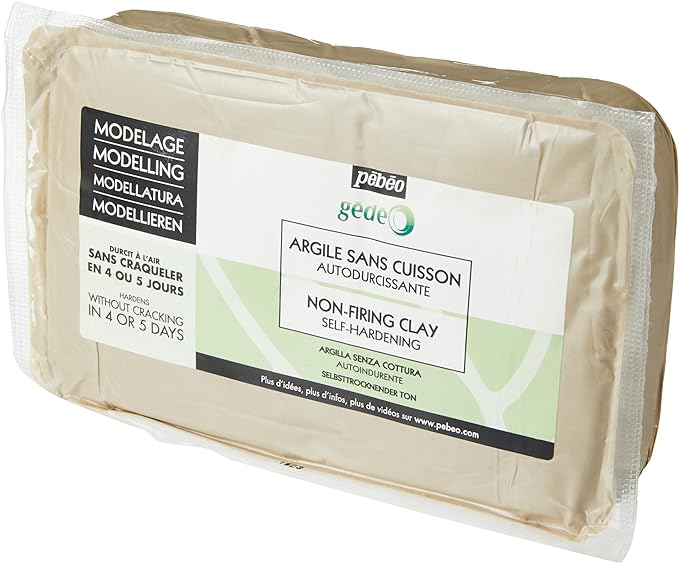 MODELAGE
MODELLING
MODELLATURA
MODELLIEREN
DURCIT À L'AIR
SANS CRAQUELER
EN 4 OU 5 JOURS
HARDENS
WITHOUT CRACKING
IN 4 OR 5 DAYS
pēbēo
gēdēO
ARGILE SANS CUISSON
AUTODURCISSANTE
NON-FIRING CLAY
SELF-HARDENING
ARGILLA SENZA COTTURA
AUTOINDURENTE
SELBSTTROCKNENDER TON
Plus d'idées, plus d'infos, plus de vidéos sur www.pebeo.com